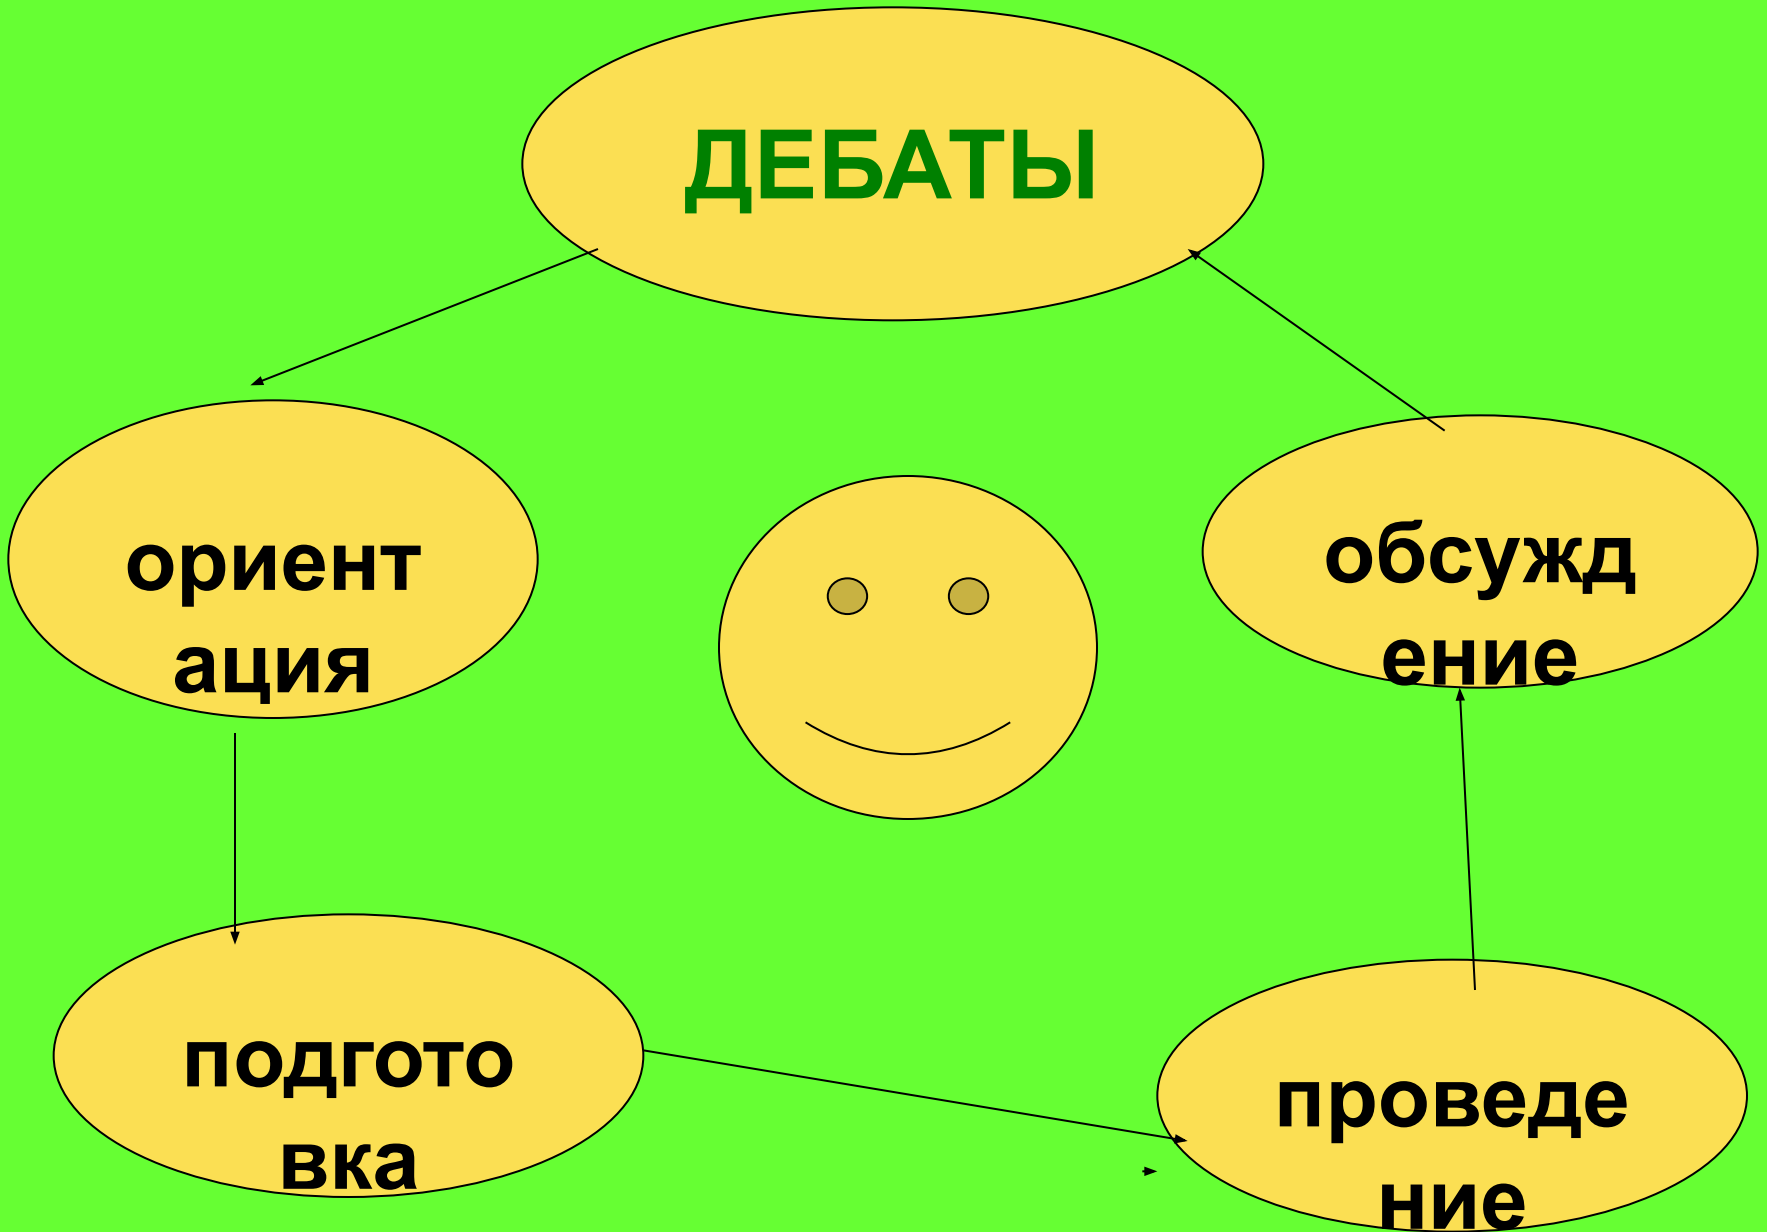 ДЕБАТЫ
ориент
ация
обсужд
ение
подгото
вка
проведе
ние